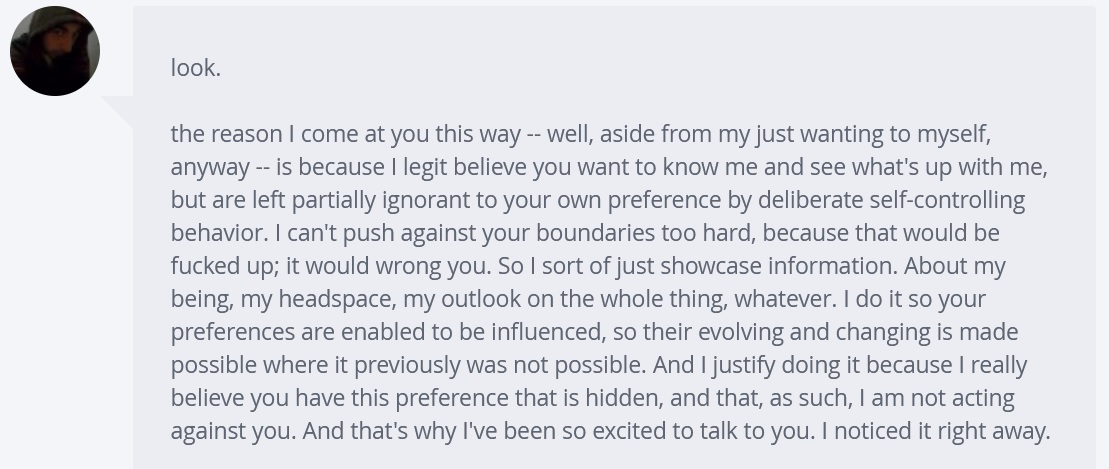 look.
the reason I come at you this way -- well, aside from my just wanting to myself,
anyway -- is because I legit believe you want to know me and see what's up with me,
but are left partially ignorant to your own preference by deliberate self-controlling
behavior. I can't push against your boundaries too hard, because that would be
fucked up; it would wrong you. So I sort of just showcase information. About my
being, my headspace, my outlook on the whole thing, whatever. I do it so your
preferences are enabled to be influenced, so their evolving and changing is made
possible where it previously was not possible. And I justify doing it because I really
believe you have this preference that is hidden, and that, as such, I am not acting
against you. And that's why I've been so excited to talk to you. I noticed it right away.